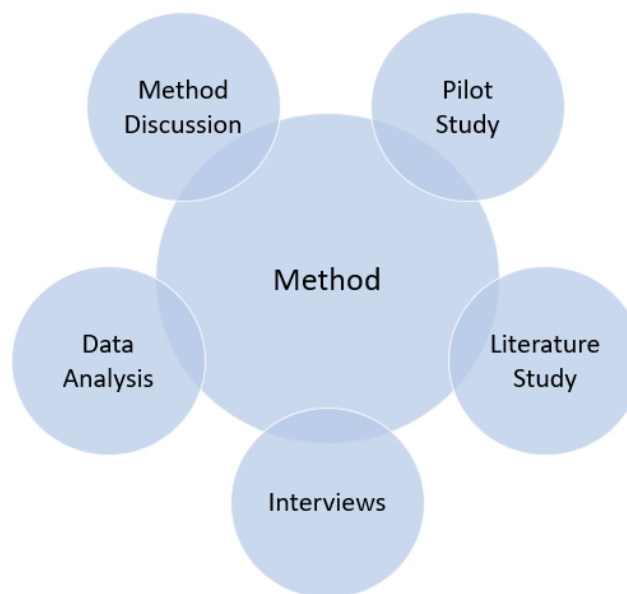 Method
Discussion
Pilot
Study
Method
Data
Analysis
Literature
Study
Interviews